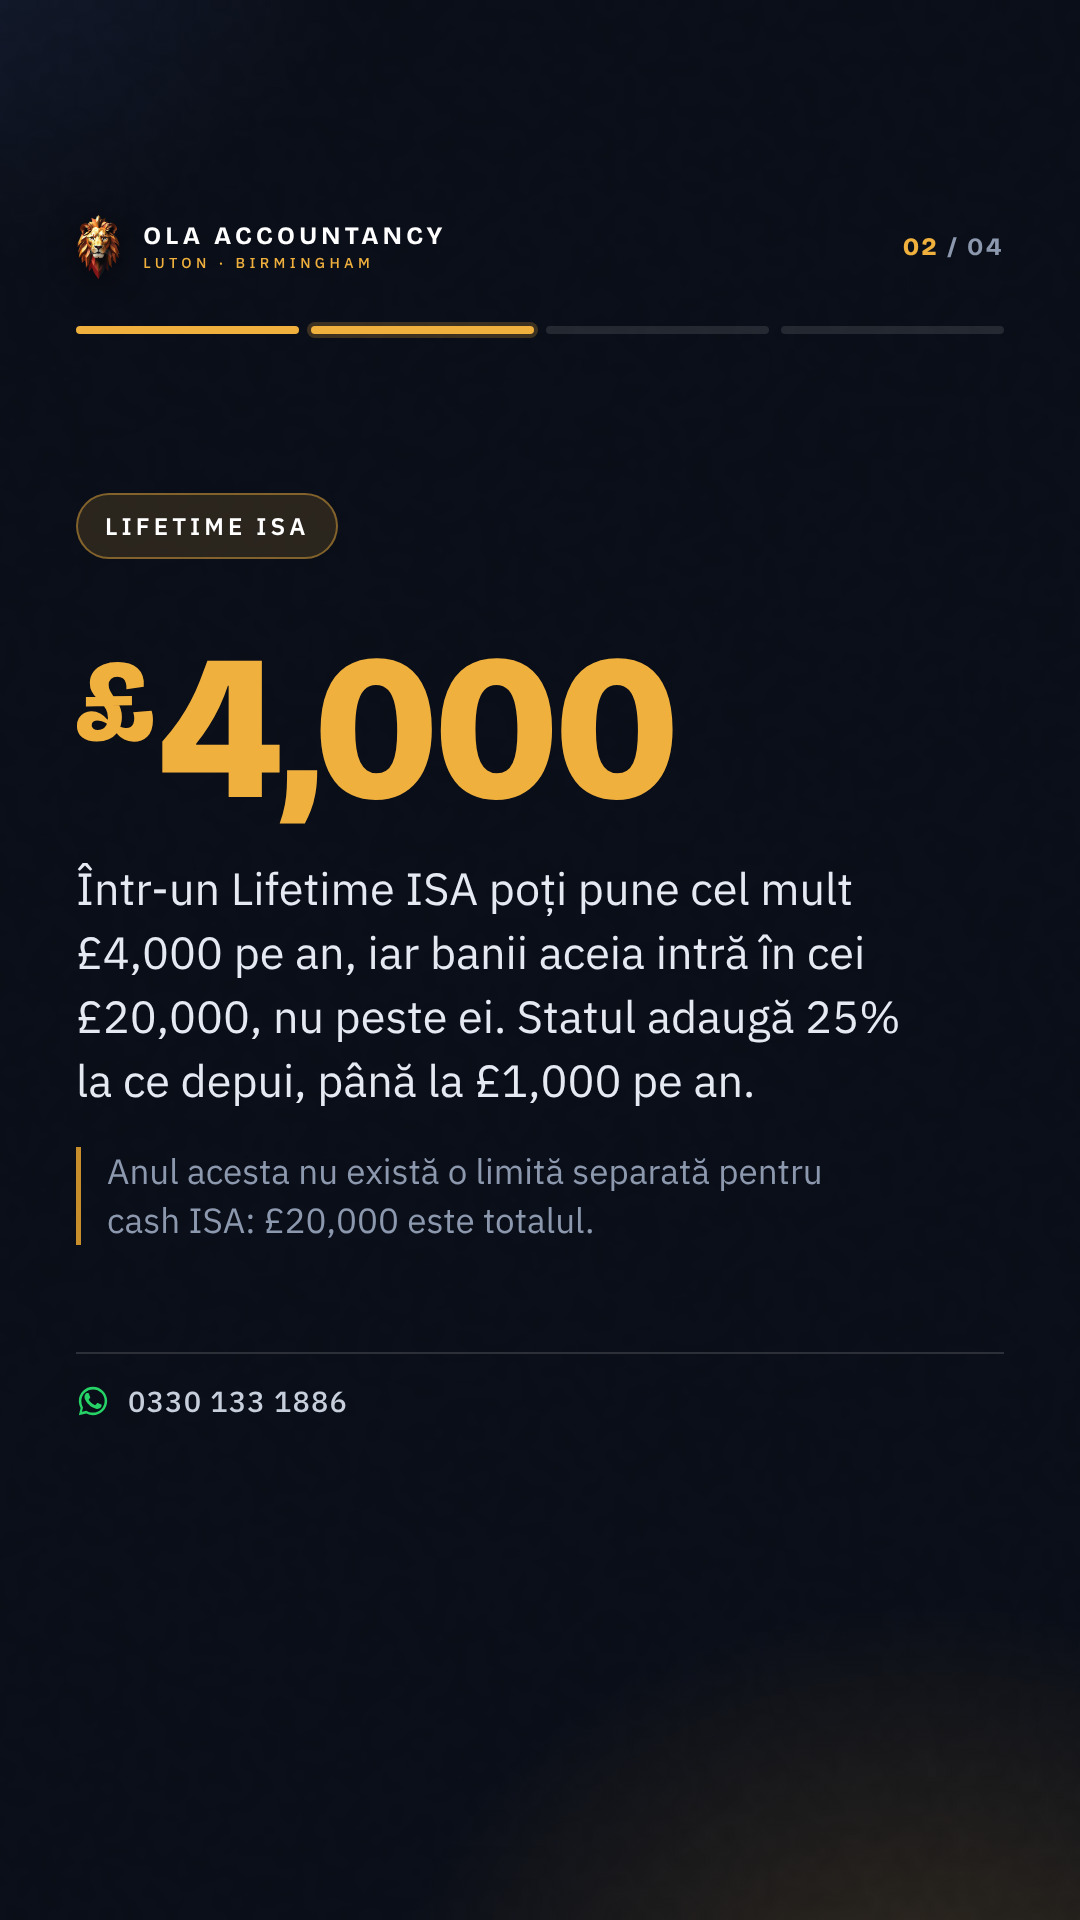 OLA ACCOUNTANCY
LUTON · BIRMINGHAM
02 / 04
LIFETIME ISA
£4,000
Într-un Lifetime ISA poți pune cel mult
£4,000 pe an, iar banii aceia intră în cei
£20,000, nu peste ei. Statul adaugă 25%
la ce depui, până la £1,000 pe an.
Anul acesta nu există o limită separată pentru
cash ISA: £20,000 este totalul.
0330 133 1886